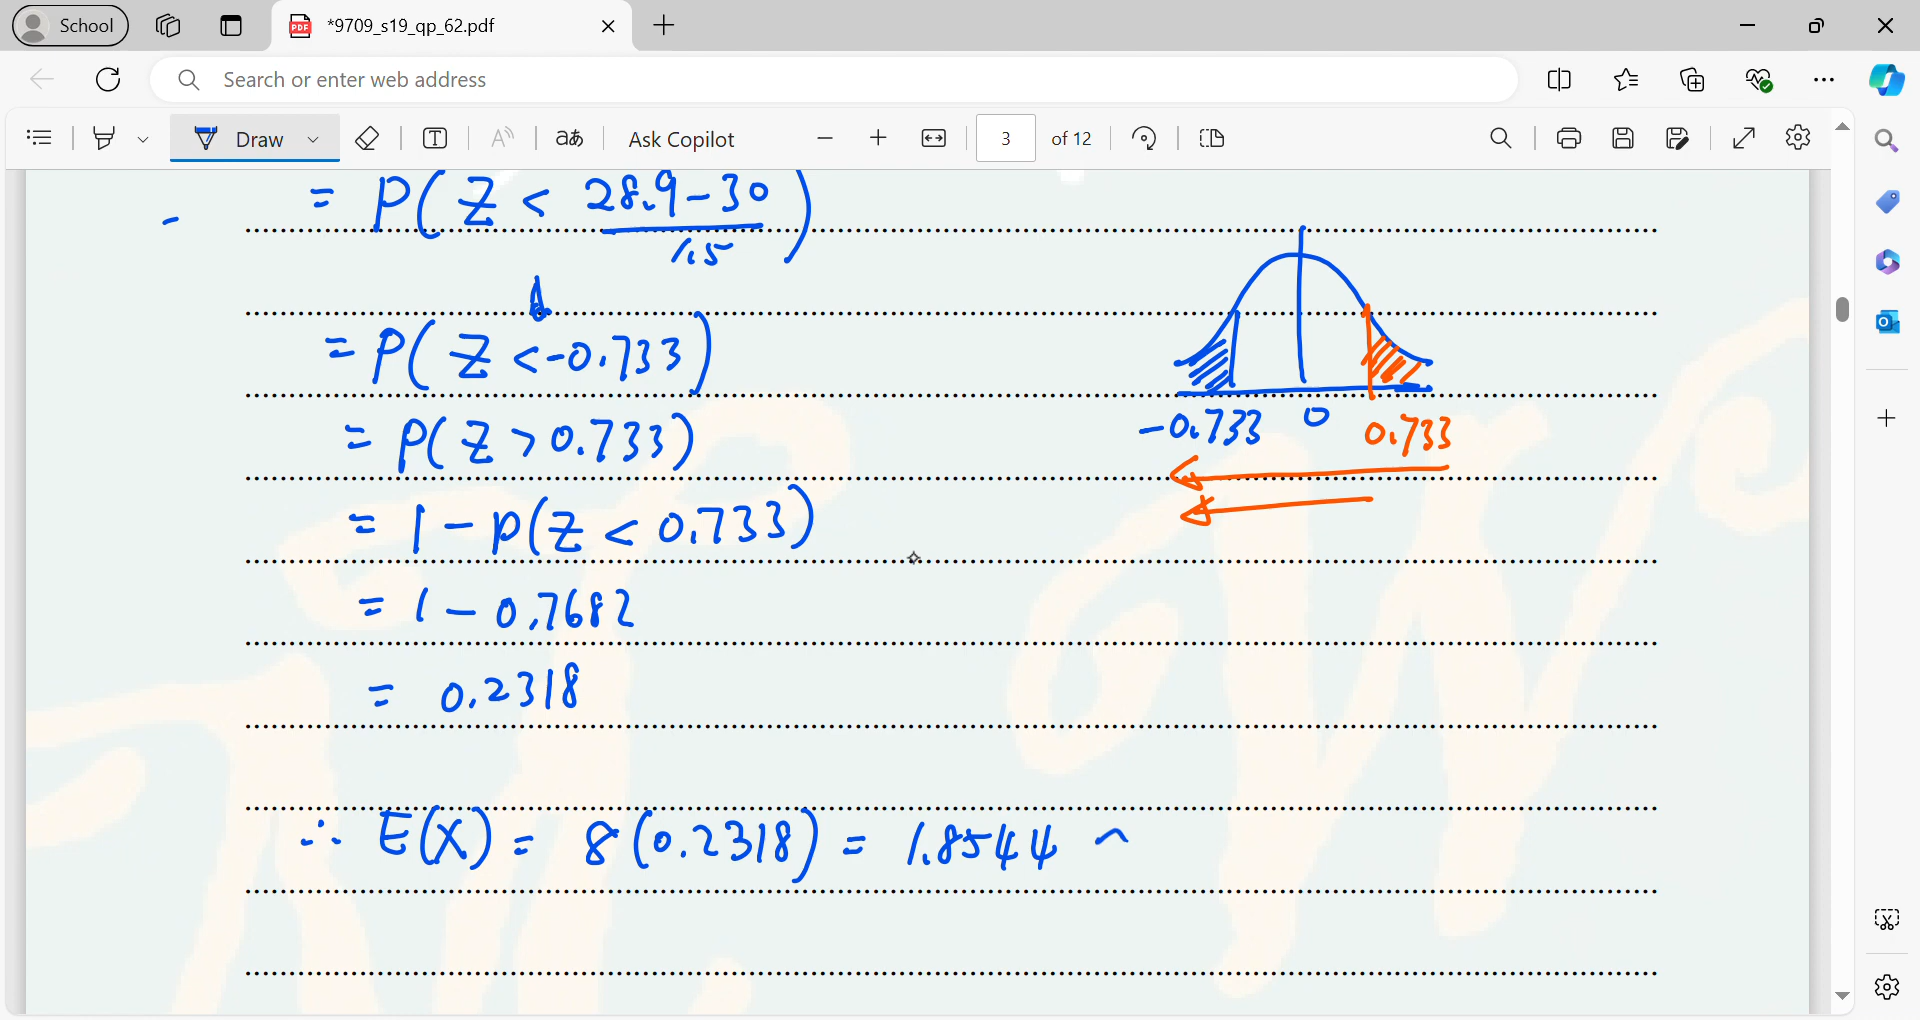 School
*9709_s19_qp_62.pdf
Search or enter web address
Draw
Ask Copilot
3 of 12
= P( Z < 28.9-30 / 1.5 )
= P( Z < -0.733 )
= P( Z > 0.733 )
= 1 - P( Z < 0.733 )
= 1 - 0.7682
= 0.2318
∴ E(X) = 8(0.2318) = 1.8544
-0.733 0 0.733